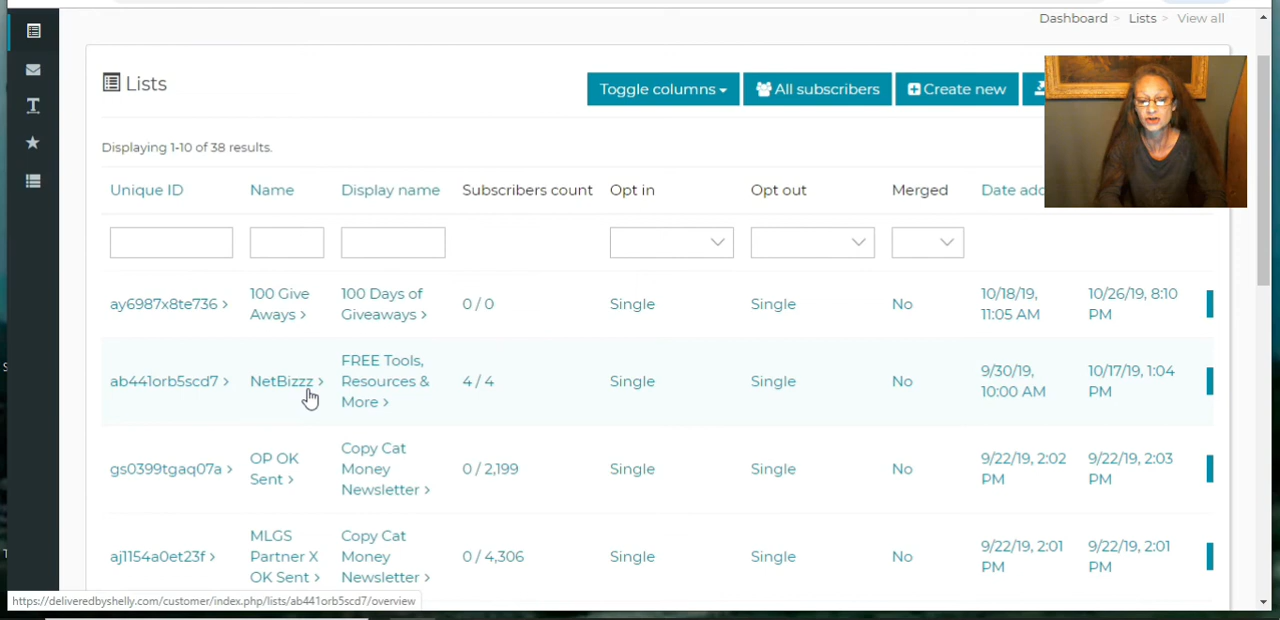 Dashboard > Lists > View all
Lists
Toggle columns
All subscribers
Create new
Displaying 1-10 of 38 results.
Unique ID Name Display name Subscribers count Opt in Opt out Merged Date
ay6987x8te736 >
100 Give
Aways >
100 Days of
Giveaways >
0 / 0
Single
Single
No
10/18/19,
11:05 AM
10/26/19, 8:10
PM
ab441orb5scd7 >
NetBizzz >
FREE Tools,
Resources &
More >
4 / 4
Single
Single
No
9/30/19,
10:00 AM
10/17/19, 1:04
PM
gs0399tgaq07a >
OP OK
Sent >
Copy Cat
Money
Newsletter >
0 / 2,199
Single
Single
No
9/22/19, 2:02
PM
9/22/19, 2:03
PM
aj1154a0et23f >
MLGS
Partner X
OK Sent >
Copy Cat
Money
Newsletter >
0 / 4,306
Single
Single
No
9/22/19, 2:01
PM
9/22/19, 2:01
PM
https://deliveredbyshelly.com/customer/index.php/lists/ab441orb5scd7/overview